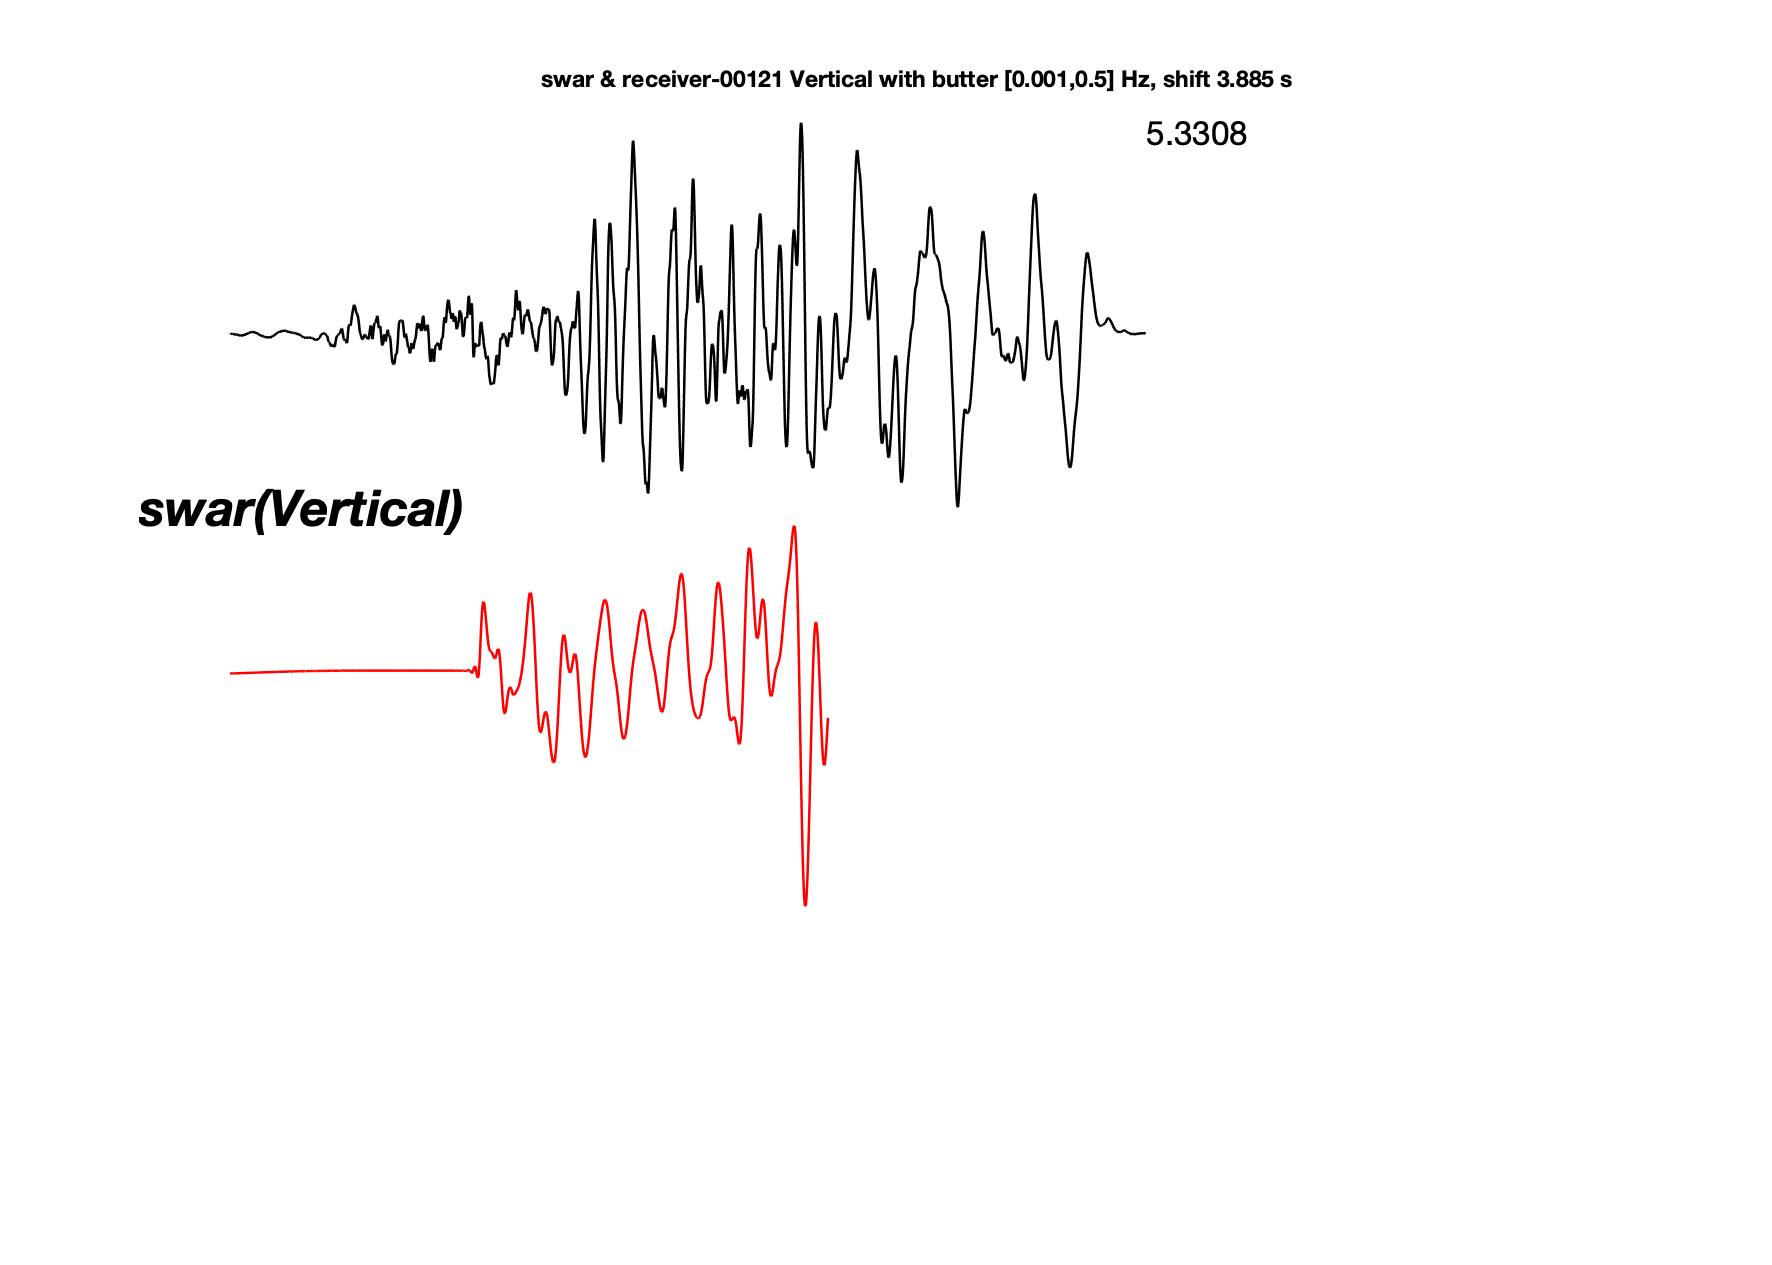 swar & receiver-00121 Vertical with butter [0.001,0.5] Hz, shift 3.885 s
5.3308
swar(Vertical)